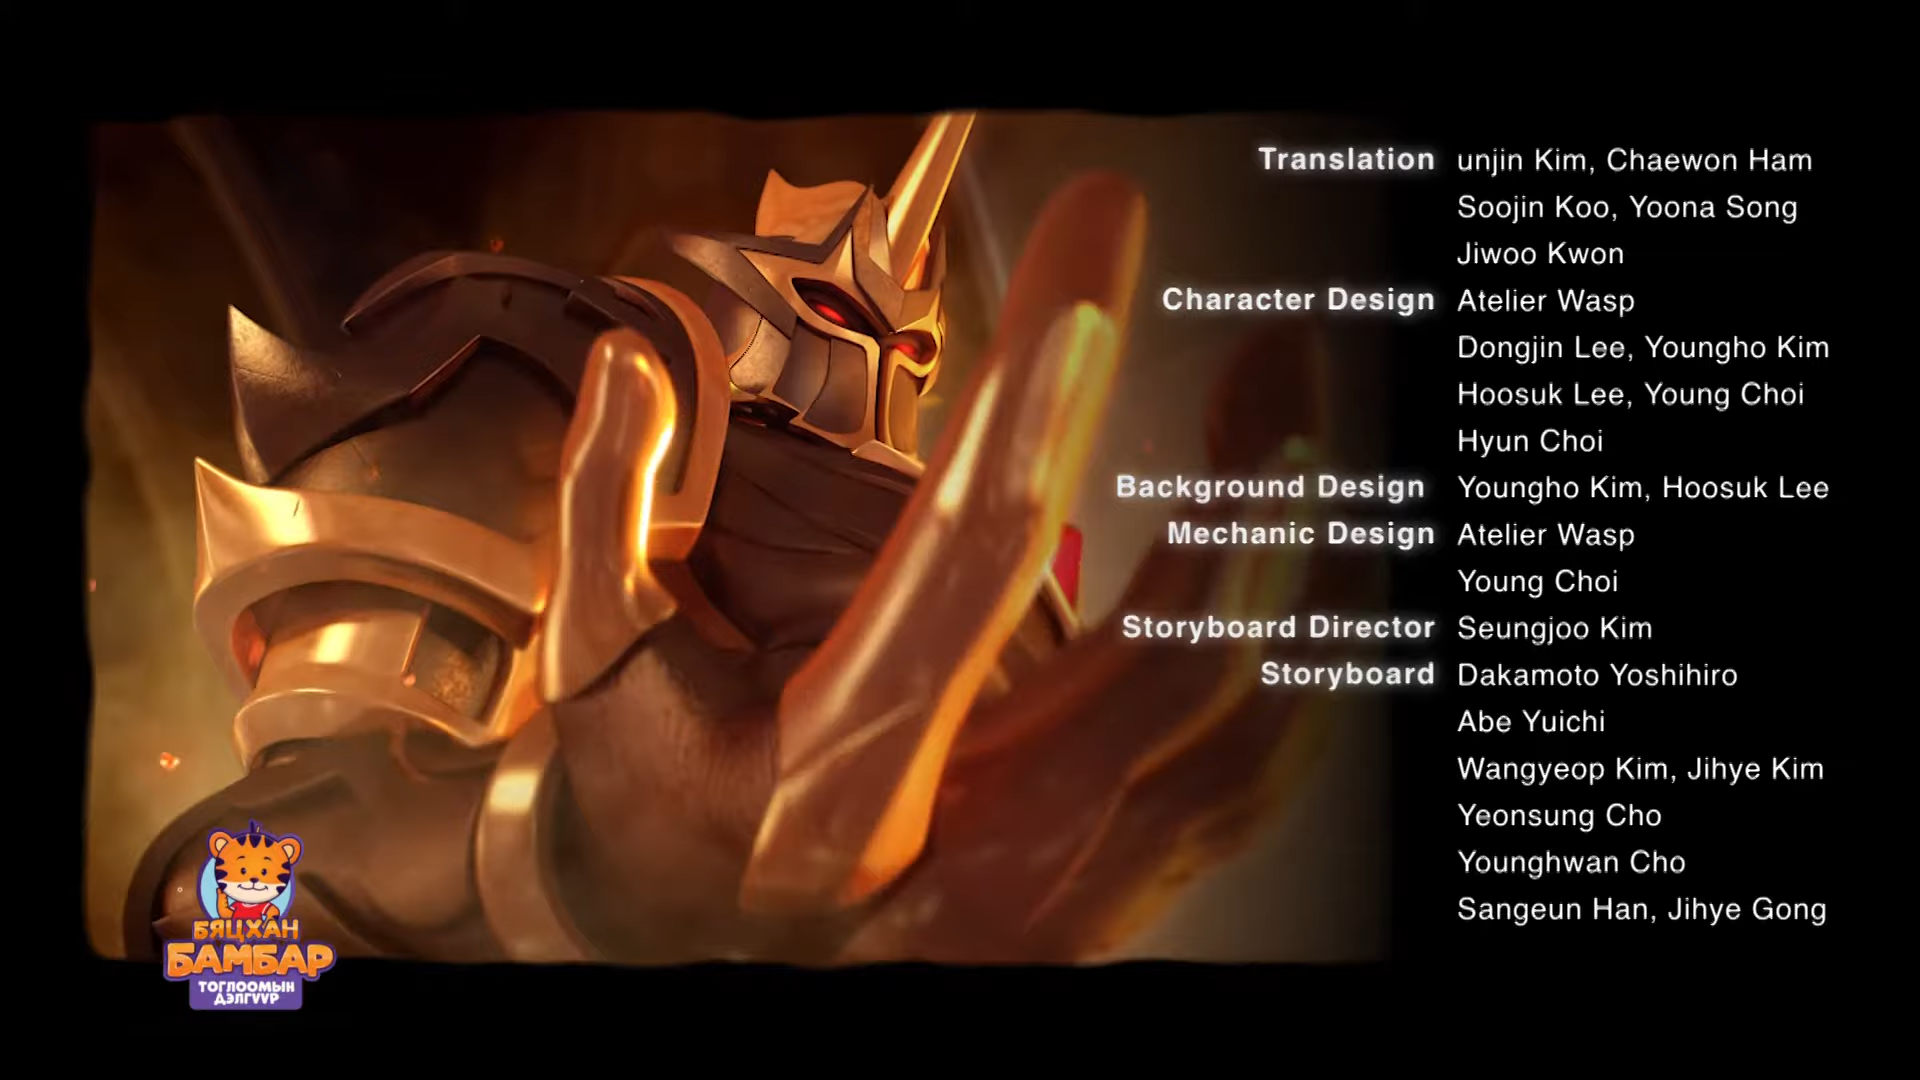 Translation unjin Kim, Chaewon Ham
Soojin Koo, Yoona Song
Jiwoo Kwon
Character Design Atelier Wasp
Dongjin Lee, Youngho Kim
Hoosuk Lee, Young Choi
Hyun Choi
Background Design Youngho Kim, Hoosuk Lee
Mechanic Design Atelier Wasp
Young Choi
Storyboard Director Seungjoo Kim
Storyboard Dakamoto Yoshihiro
Abe Yuichi
Wangyeop Kim, Jihye Kim
Yeonsung Cho
Younghwan Cho
Sangeun Han, Jihye Gong
БЯЦХАН
БАМБАР
ТОГЛООМЫН
ДЭЛГҮҮР